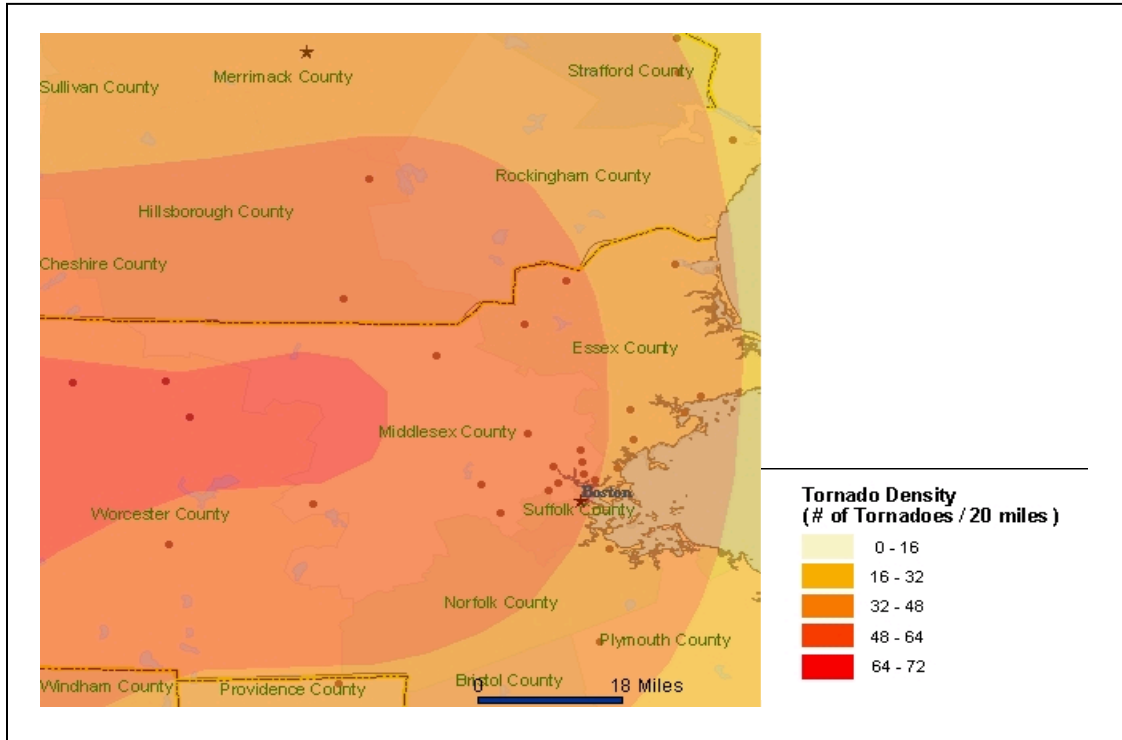 Merrimack County
Strafford County
Sullivan County
Rockingham County
Hillsborough County
Cheshire County
Essex County
Middlesex County
Boston
Worcester County
Suffolk County
Norfolk County
Plymouth County
Windham County
Providence County
Bristol County
0 18 Miles
Tornado Density
(# of Tornadoes / 20 miles )
0 - 16
16 - 32
32 - 48
48 - 64
64 - 72